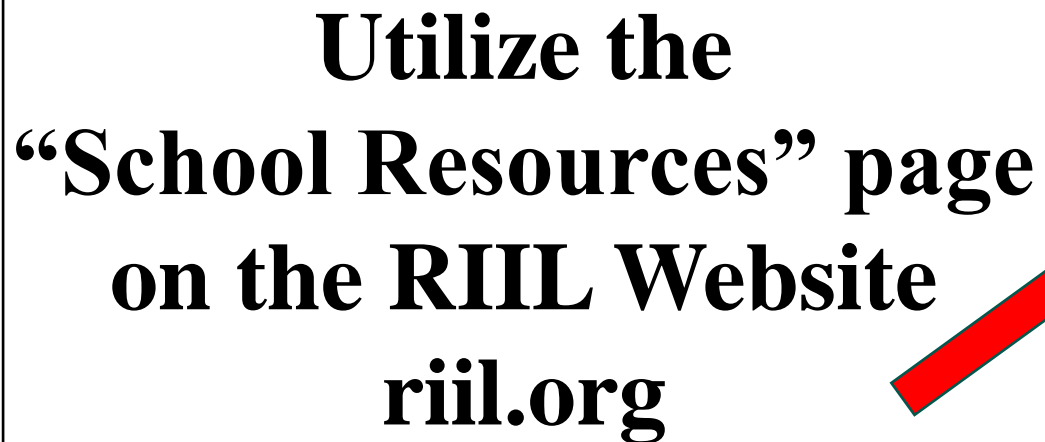 Utilize the
“School Resources” page
on the RIIL Website
riil.org